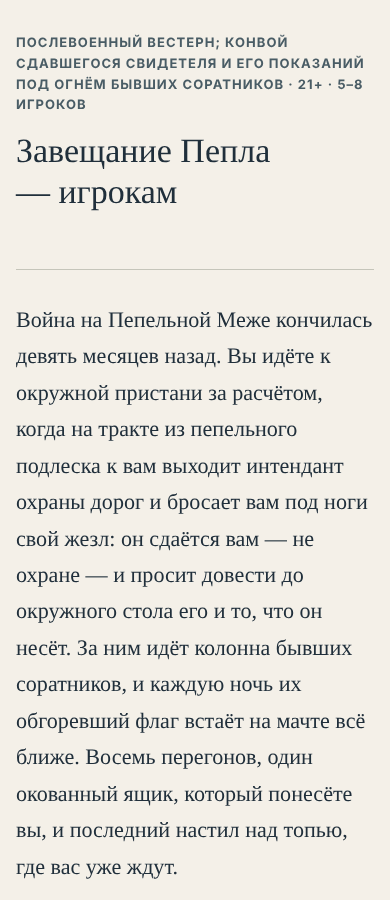 ПОСЛЕВОЕННЫЙ ВЕСТЕРН; КОНВОЙ
СДАВШЕГОСЯ СВИДЕТЕЛЯ И ЕГО ПОКАЗАНИЙ
ПОД ОГНЁМ БЫВШИХ СОРАТНИКОВ · 21+ · 5–8
ИГРОКОВ
Завещание Пепла
— игрокам
Война на Пепельной Меже кончилась
девять месяцев назад. Вы идёте к
окружной пристани за расчётом,
когда на тракте из пепельного
подлеска к вам выходит интендант
охраны дорог и бросает вам под ноги
свой жезл: он сдаётся вам — не
охране — и просит довести до
окружного стола его и то, что он
несёт. За ним идёт колонна бывших
соратников, и каждую ночь их
обгоревший флаг встаёт на мачте всё
ближе. Восемь перегонов, один
окованный ящик, который понесёте
вы, и последний настил над топью,
где вас уже ждут.